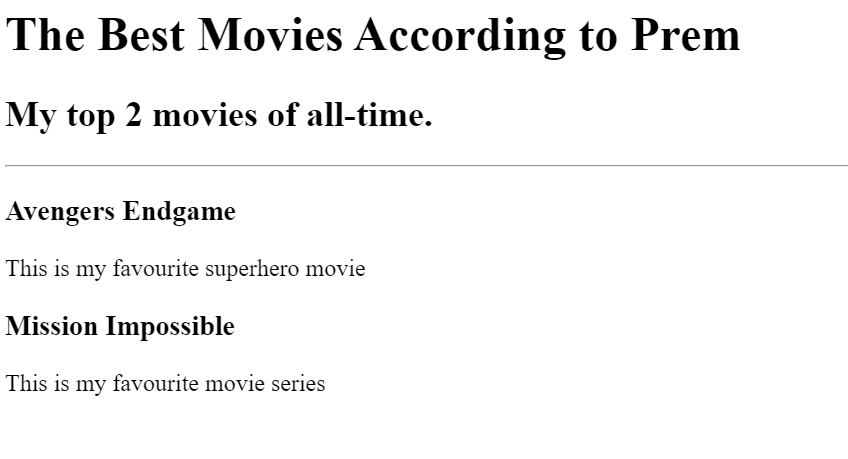 The Best Movies According to Prem
My top 2 movies of all-time.
Avengers Endgame
This is my favourite superhero movie
Mission Impossible
This is my favourite movie series